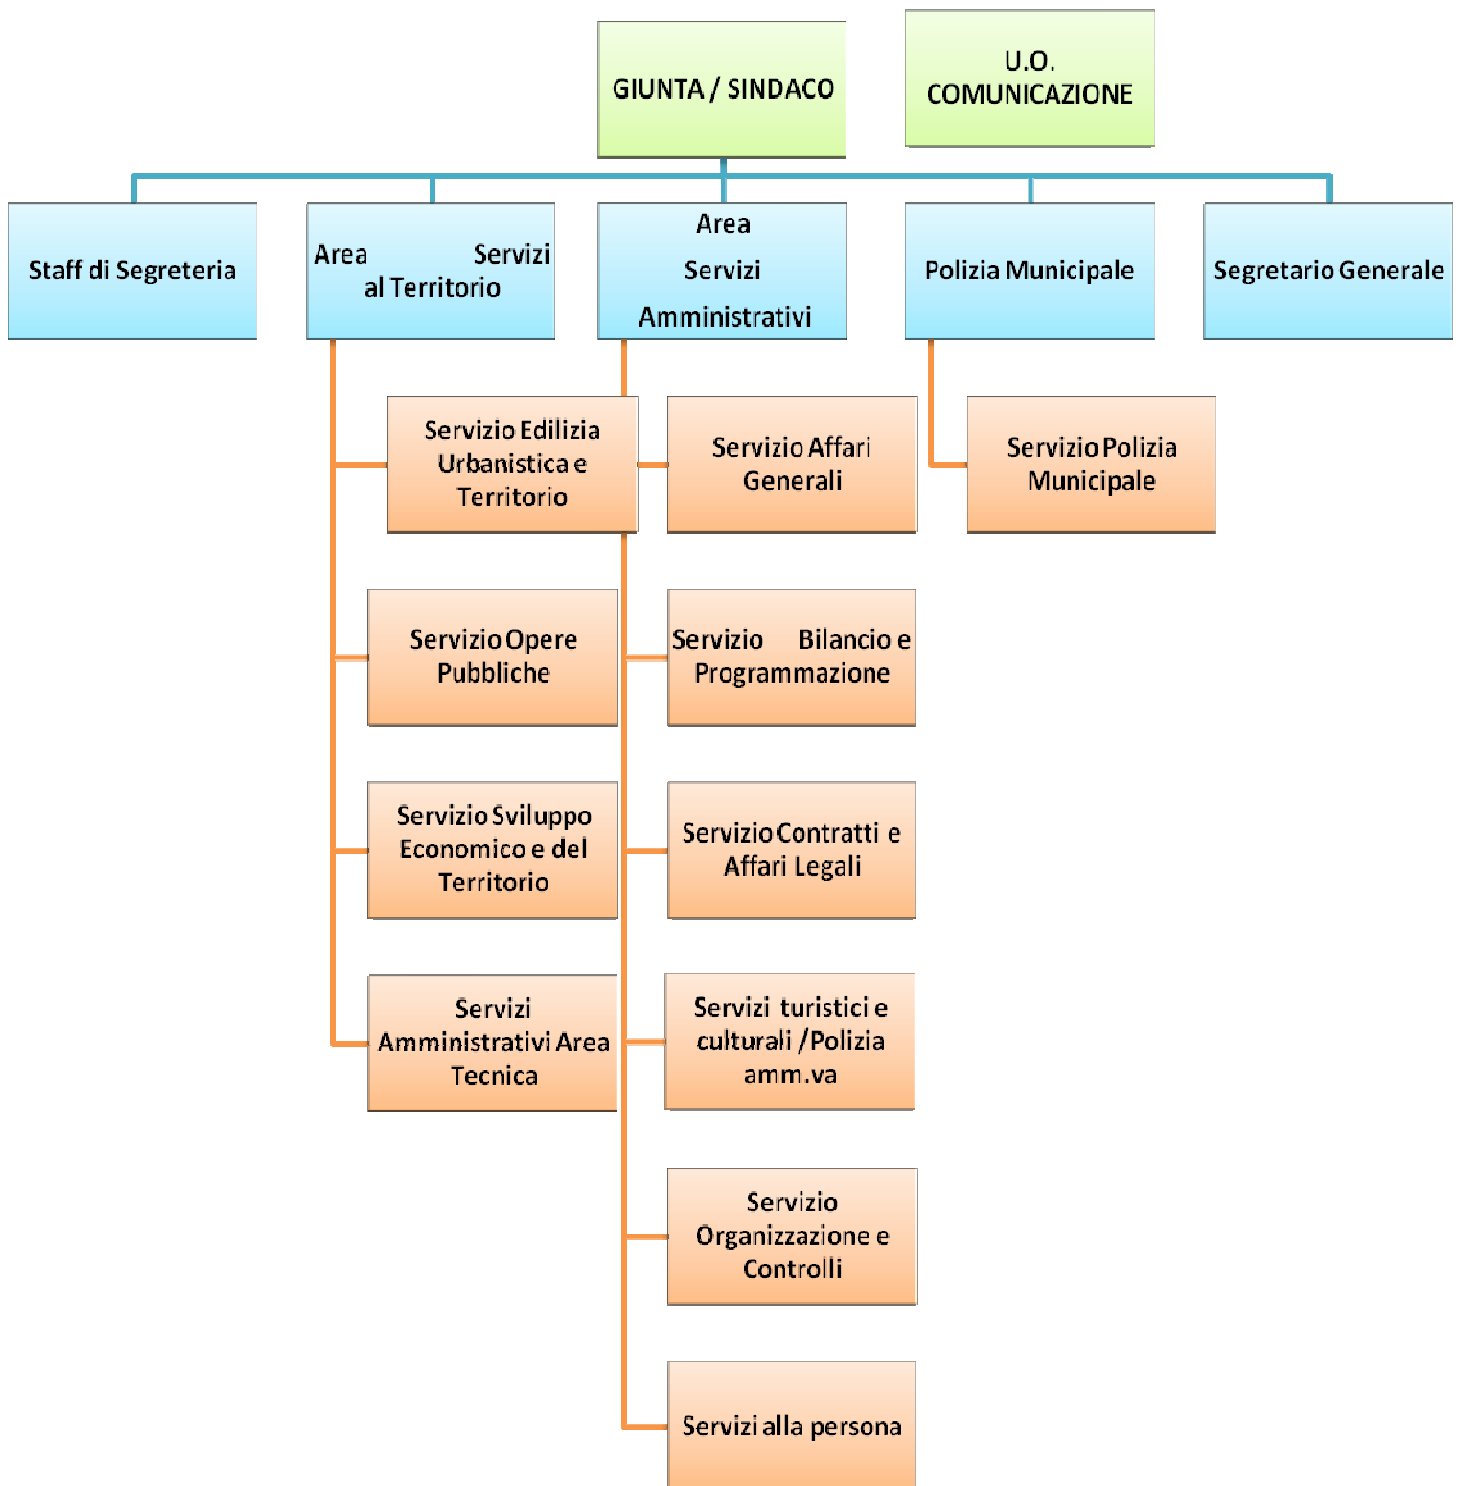 GIUNTA / SINDACO
U.O.
COMUNICAZIONE
Staff di Segreteria
Area Servizi
al Territorio
Area
Servizi
Amministrativi
Polizia Municipale
Segretario Generale
Servizio Edilizia
Urbanistica e
Territorio
Servizio Affari
Generali
Servizio Polizia
Municipale
Servizio Opere
Pubbliche
Servizio Bilancio e
Programmazione
Servizio Sviluppo
Economico e del
Territorio
Servizio Contratti e
Affari Legali
Servizi
Amministrativi Area
Tecnica
Servizi turistici e
culturali /Polizia
amm.va
Servizio
Organizzazione e
Controlli
Servizi alla persona